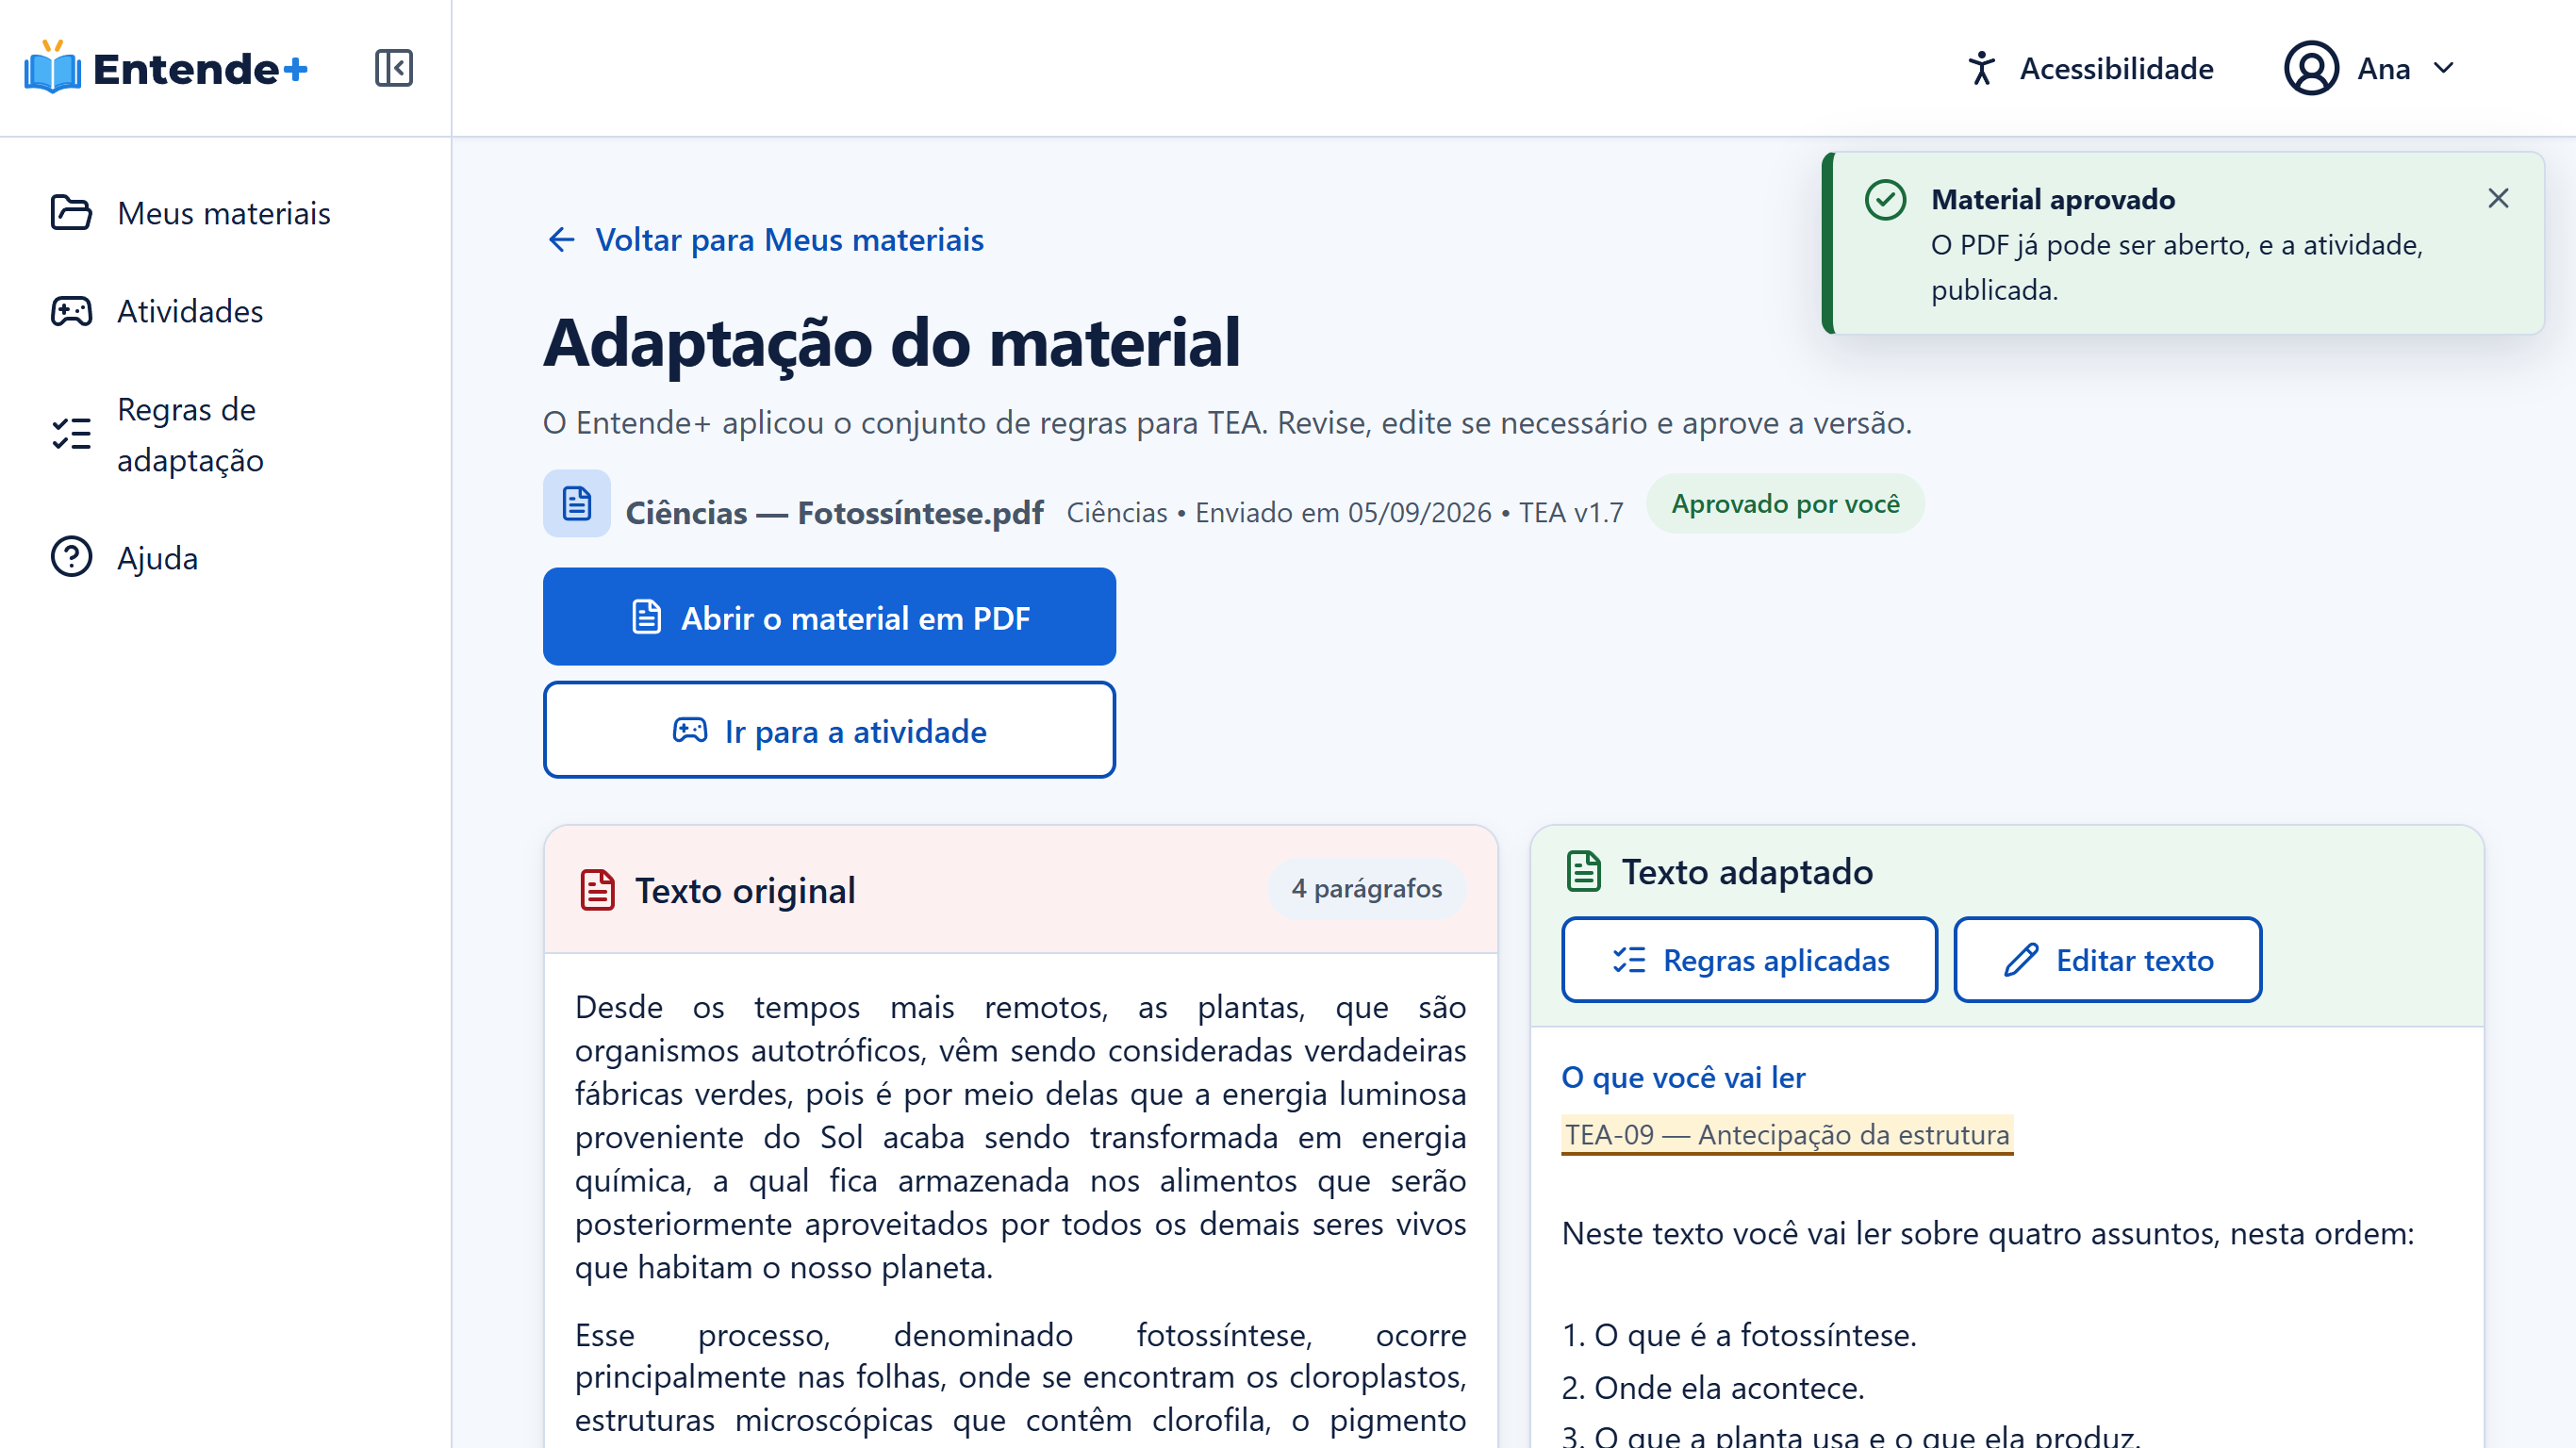 Entende+
Acessibilidade
Ana
Meus materiais
Atividades
Regras de
adaptação
Ajuda
Material aprovado
O PDF já pode ser aberto, e a atividade,
publicada.
Voltar para Meus materiais
Adaptação do material
O Entende+ aplicou o conjunto de regras para TEA. Revise, edite se necessário e aprove a versão.
Ciências — Fotossíntese.pdf Ciências • Enviado em 05/09/2026 • TEA v1.7 Aprovado por você
Abrir o material em PDF
Ir para a atividade
Texto original
4 parágrafos
Desde os tempos mais remotos, as plantas, que são
organismos autotróficos, vêm sendo consideradas verdadeiras
fábricas verdes, pois é por meio delas que a energia luminosa
proveniente do Sol acaba sendo transformada em energia
química, a qual fica armazenada nos alimentos que serão
posteriormente aproveitados por todos os demais seres vivos
que habitam o nosso planeta.
Esse processo, denominado fotossíntese, ocorre
principalmente nas folhas, onde se encontram os cloroplastos,
estruturas microscópicas que contêm clorofila, o pigmento
Texto adaptado
Regras aplicadas
Editar texto
O que você vai ler
TEA-09 — Antecipação da estrutura
Neste texto você vai ler sobre quatro assuntos, nesta ordem:
1. O que é a fotossíntese.
2. Onde ela acontece.
3. O que a planta usa e o que ela produz.